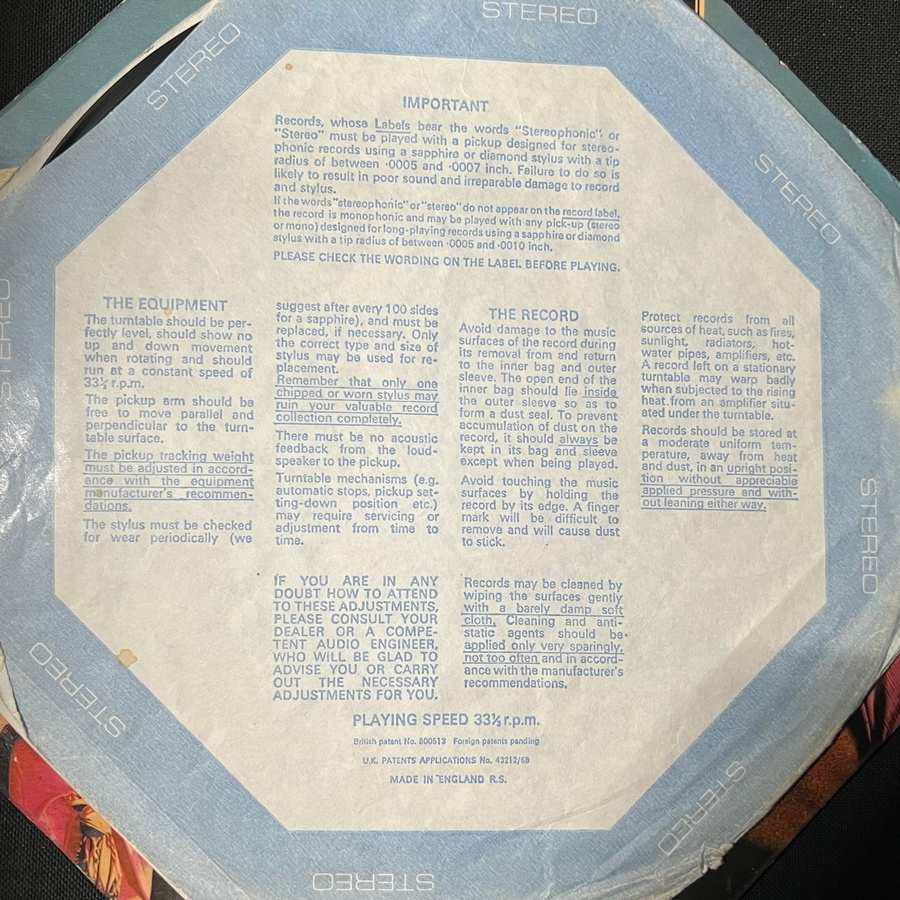 STEREO
STEREO
IMPORTANT
Records, whose Labels bear the words "Stereophonic" or
"Stereo" must be played with a pickup designed for stereo-
phonic records using a sapphire or diamond stylus with a tip
radius of between ·0005 and ·0007 inch. Failure to do so is
likely to result in poor sound and irreparable damage to record
and stylus.
If the words "stereophonic" or "stereo" do not appear on the record label,
the record is monophonic and may be played with any pick-up (stereo
or mono) designed for long-playing records using a sapphire or diamond
stylus with a tip radius of between ·0005 and ·0010 inch.
PLEASE CHECK THE WORDING ON THE LABEL BEFORE PLAYING.
STEREO
STEREO
THE EQUIPMENT
The turntable should be per-
fectly level, should show no
up and down movement
when rotating and should
run at a constant speed of
33⅓ r.p.m.
The pickup arm should be
free to move parallel and
perpendicular to the turn-
table surface.
The pickup tracking weight
must be adjusted in accord-
ance with the equipment
manufacturer's recommen-
dations.
The stylus must be checked
for wear periodically (we
suggest after every 100 sides
for a sapphire), and must be
replaced, if necessary. Only
the correct type and size of
stylus may be used for re-
placement.
Remember that only one
chipped or worn stylus may
ruin your valuable record
collection completely.
There must be no acoustic
feedback from the loud-
speaker to the pickup.
Turntable mechanisms (e.g.
automatic stops, pickup set-
ting-down position etc.)
may require servicing or
adjustment from time to
time.
THE RECORD
Avoid damage to the music
surfaces of the record during
its removal from and return
to the inner bag and outer
sleeve. The open end of the
inner bag should lie inside
the outer sleeve so as to
form a dust seal. To prevent
accumulation of dust on the
record, it should always be
kept in its bag and sleeve
except when being played.
Avoid touching the music
surfaces by holding the
record by its edge. A finger
mark will be difficult to
remove and will cause dust
to stick.
Protect records from all
sources of heat, such as fires,
sunlight, radiators, hot-
water pipes, amplifiers, etc.
A record left on a stationary
turntable may warp badly
when subjected to the rising
heat from an amplifier situ-
ated under the turntable.
Records should be stored at
a moderate uniform tem-
perature, away from heat
and dust, in an upright posi-
tion without appreciable
applied pressure and with-
out leaning either way.
STEREO
IF YOU ARE IN ANY
DOUBT HOW TO ATTEND
TO THESE ADJUSTMENTS,
PLEASE CONSULT YOUR
DEALER OR A COMPE-
TENT AUDIO ENGINEER,
WHO WILL BE GLAD TO
ADVISE YOU OR CARRY
OUT THE NECESSARY
ADJUSTMENTS FOR YOU.
Records may be cleaned by
wiping the surfaces gently
with a barely damp soft
cloth. Cleaning and anti-
static agents should be
applied only very sparingly,
not too often and in accord-
ance with the manufacturer's
recommendations.
STEREO
PLAYING SPEED 33⅓ r.p.m.
British patent No. 800513 Foreign patents pending
U.K. PATENTS APPLICATIONS No. 43212/68
MADE IN ENGLAND R.S.
STEREO
STEREO